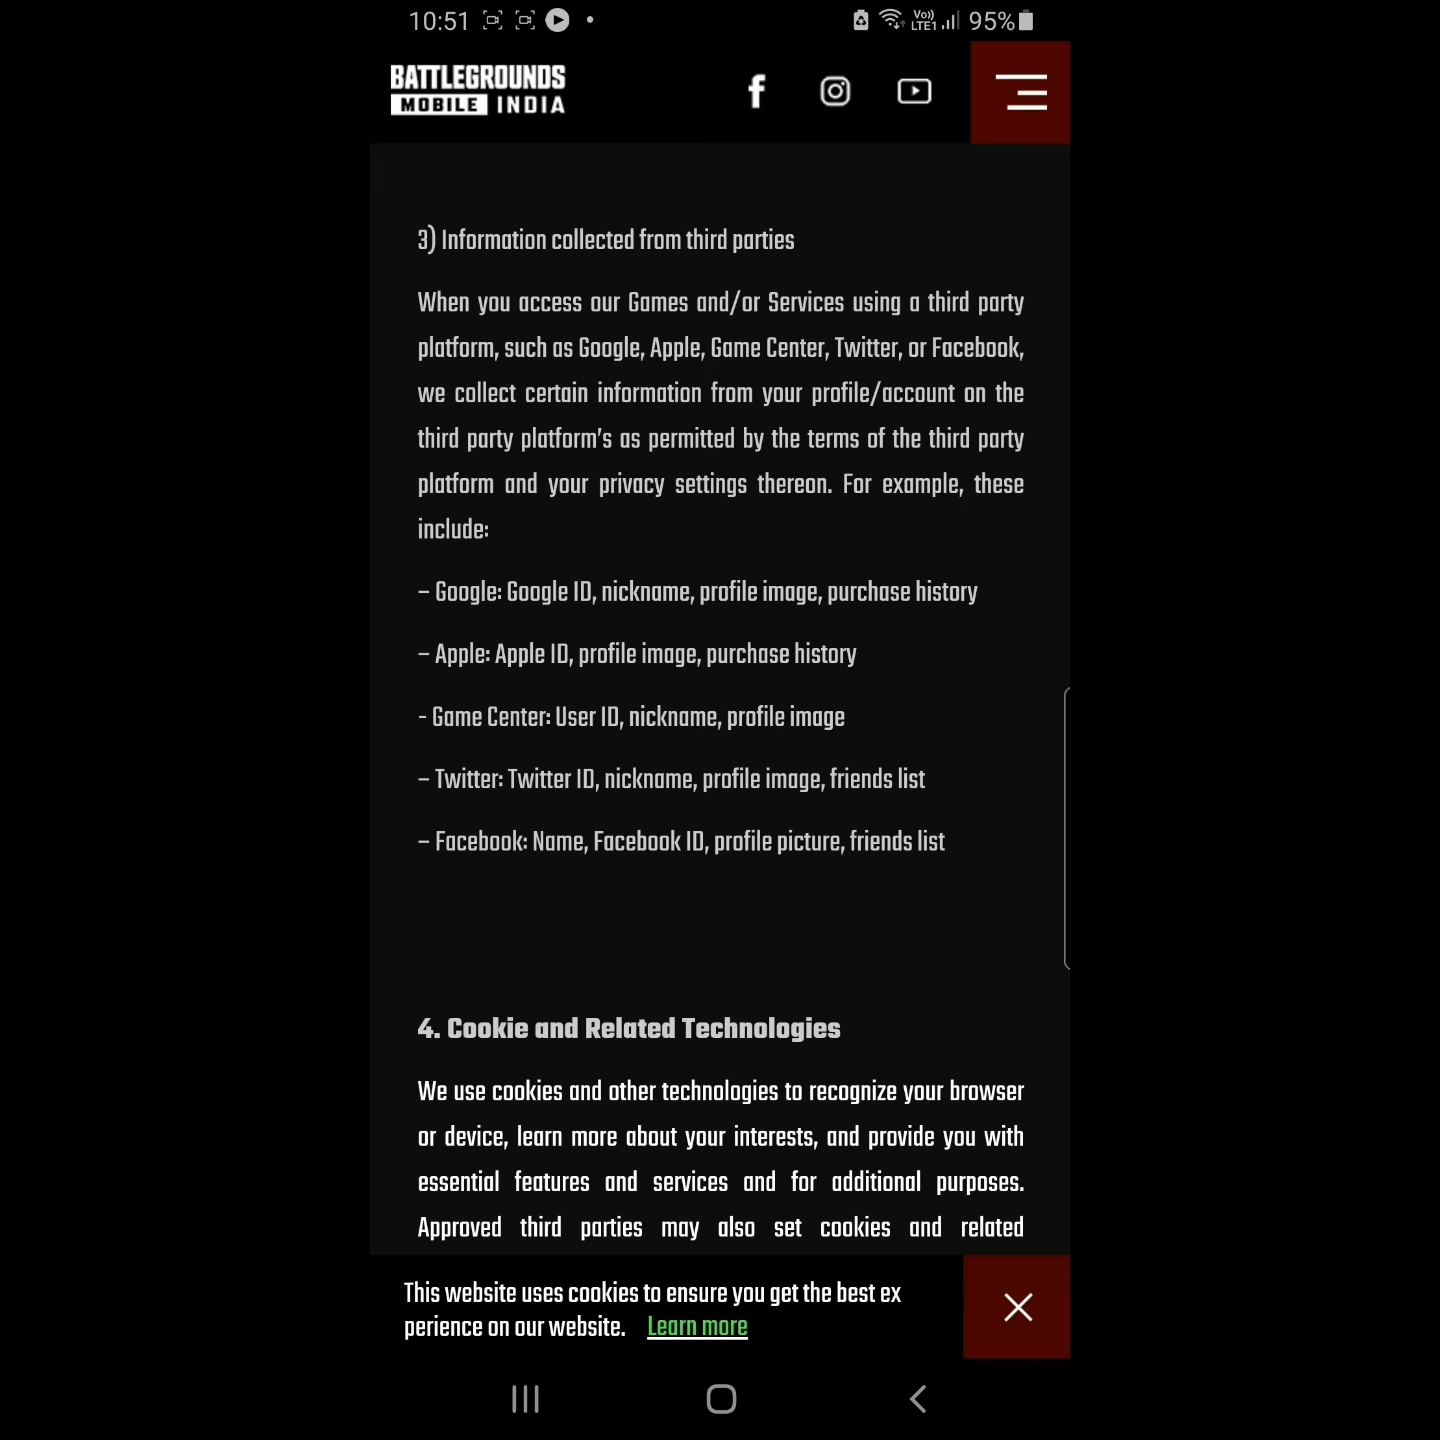 10:51
Vo))
LTE1
95%
BATTLEGROUNDS
MOBILE INDIA
3) Information collected from third parties
When you access our Games and/or Services using a third party
platform, such as Google, Apple, Game Center, Twitter, or Facebook,
we collect certain information from your profile/account on the
third party platform’s as permitted by the terms of the third party
platform and your privacy settings thereon. For example, these
include:
– Google: Google ID, nickname, profile image, purchase history
– Apple: Apple ID, profile image, purchase history
- Game Center: User ID, nickname, profile image
– Twitter: Twitter ID, nickname, profile image, friends list
– Facebook: Name, Facebook ID, profile picture, friends list
4. Cookie and Related Technologies
We use cookies and other technologies to recognize your browser
or device, learn more about your interests, and provide you with
essential features and services and for additional purposes.
Approved third parties may also set cookies and related
This website uses cookies to ensure you get the best ex
perience on our website. Learn more